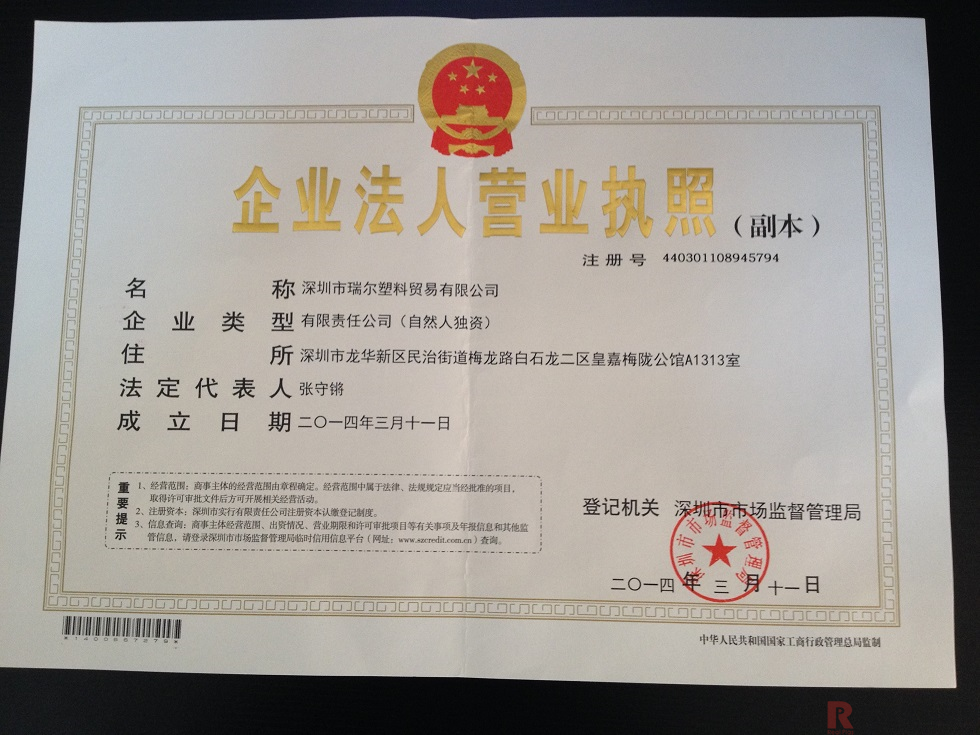 企业法人营业执照（副本）
注册号 440301108945794
名称 深圳市瑞尔塑料贸易有限公司
企业类型 有限责任公司（自然人独资）
住所 深圳市龙华新区民治街道梅龙路白石龙二区皇嘉梅陇公馆A1313室
法定代表人 张守锵
成立日期 二〇一四年三月十一日
重要提示
1、经营范围：商事主体的经营范围由章程确定。经营范围中属于法律、法规规定应当经批准的项目，
取得许可审批文件后方可开展相关经营活动。
2、注册资本：深圳市实行有限责任公司注册资本认缴登记制度。
3、信息查询：商事主体经营范围、出资情况、营业期限和许可审批项目等有关事项及年报信息和其他监
管信息，请登录深圳市市场监督管理局临时信用信息平台（网址：www.szcredit.com.cn）查询。
登记机关 深圳市市场监督管理局
深圳市市场监督管理局
二〇一四年三月十一日
中华人民共和国国家工商行政管理总局监制
R